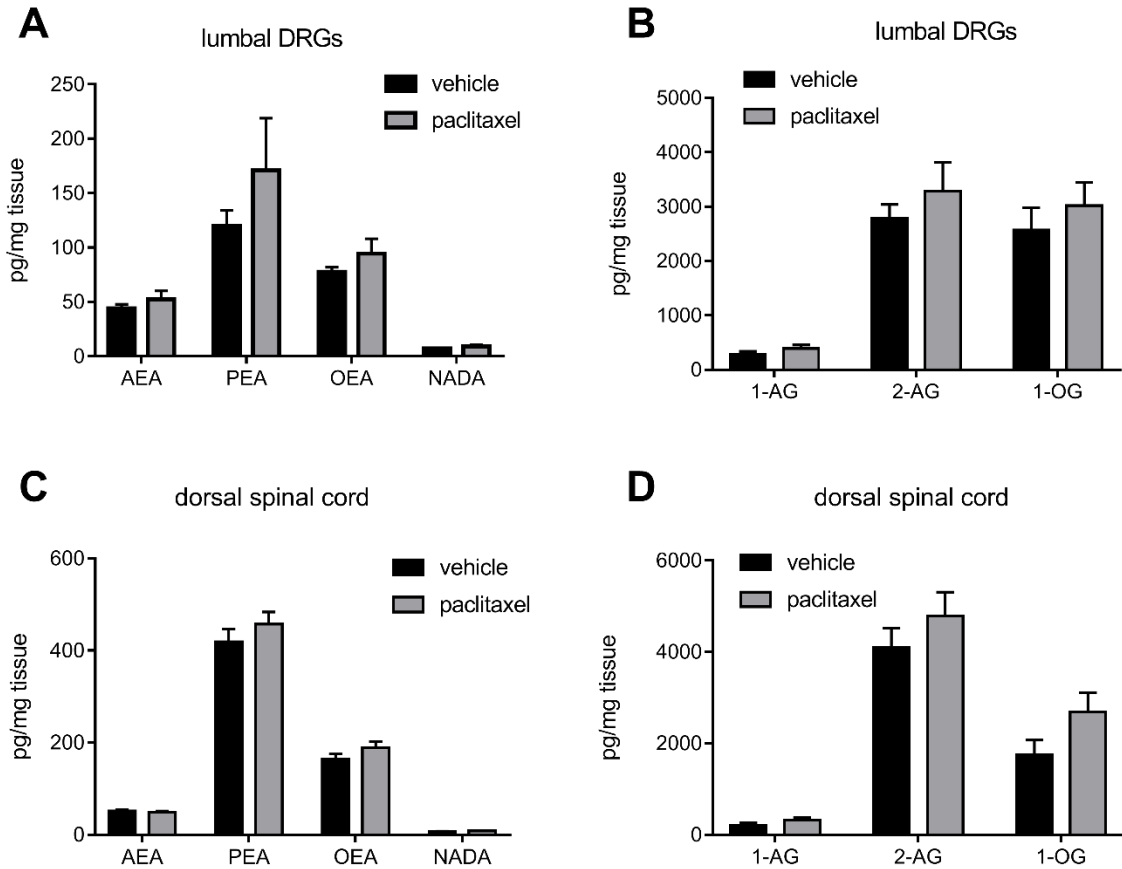 A
lumbal DRGs
vehicle
paclitaxel
pg/mg tissue
250
200
150
100
50
0
AEA PEA OEA NADA
B
lumbal DRGs
vehicle
paclitaxel
pg/mg tissue
5000
4000
3000
2000
1000
0
1-AG 2-AG 1-OG
C
dorsal spinal cord
vehicle
paclitaxel
pg/mg tissue
600
400
200
0
AEA PEA OEA NADA
D
dorsal spinal cord
vehicle
paclitaxel
pg/mg tissue
6000
4000
2000
0
1-AG 2-AG 1-OG